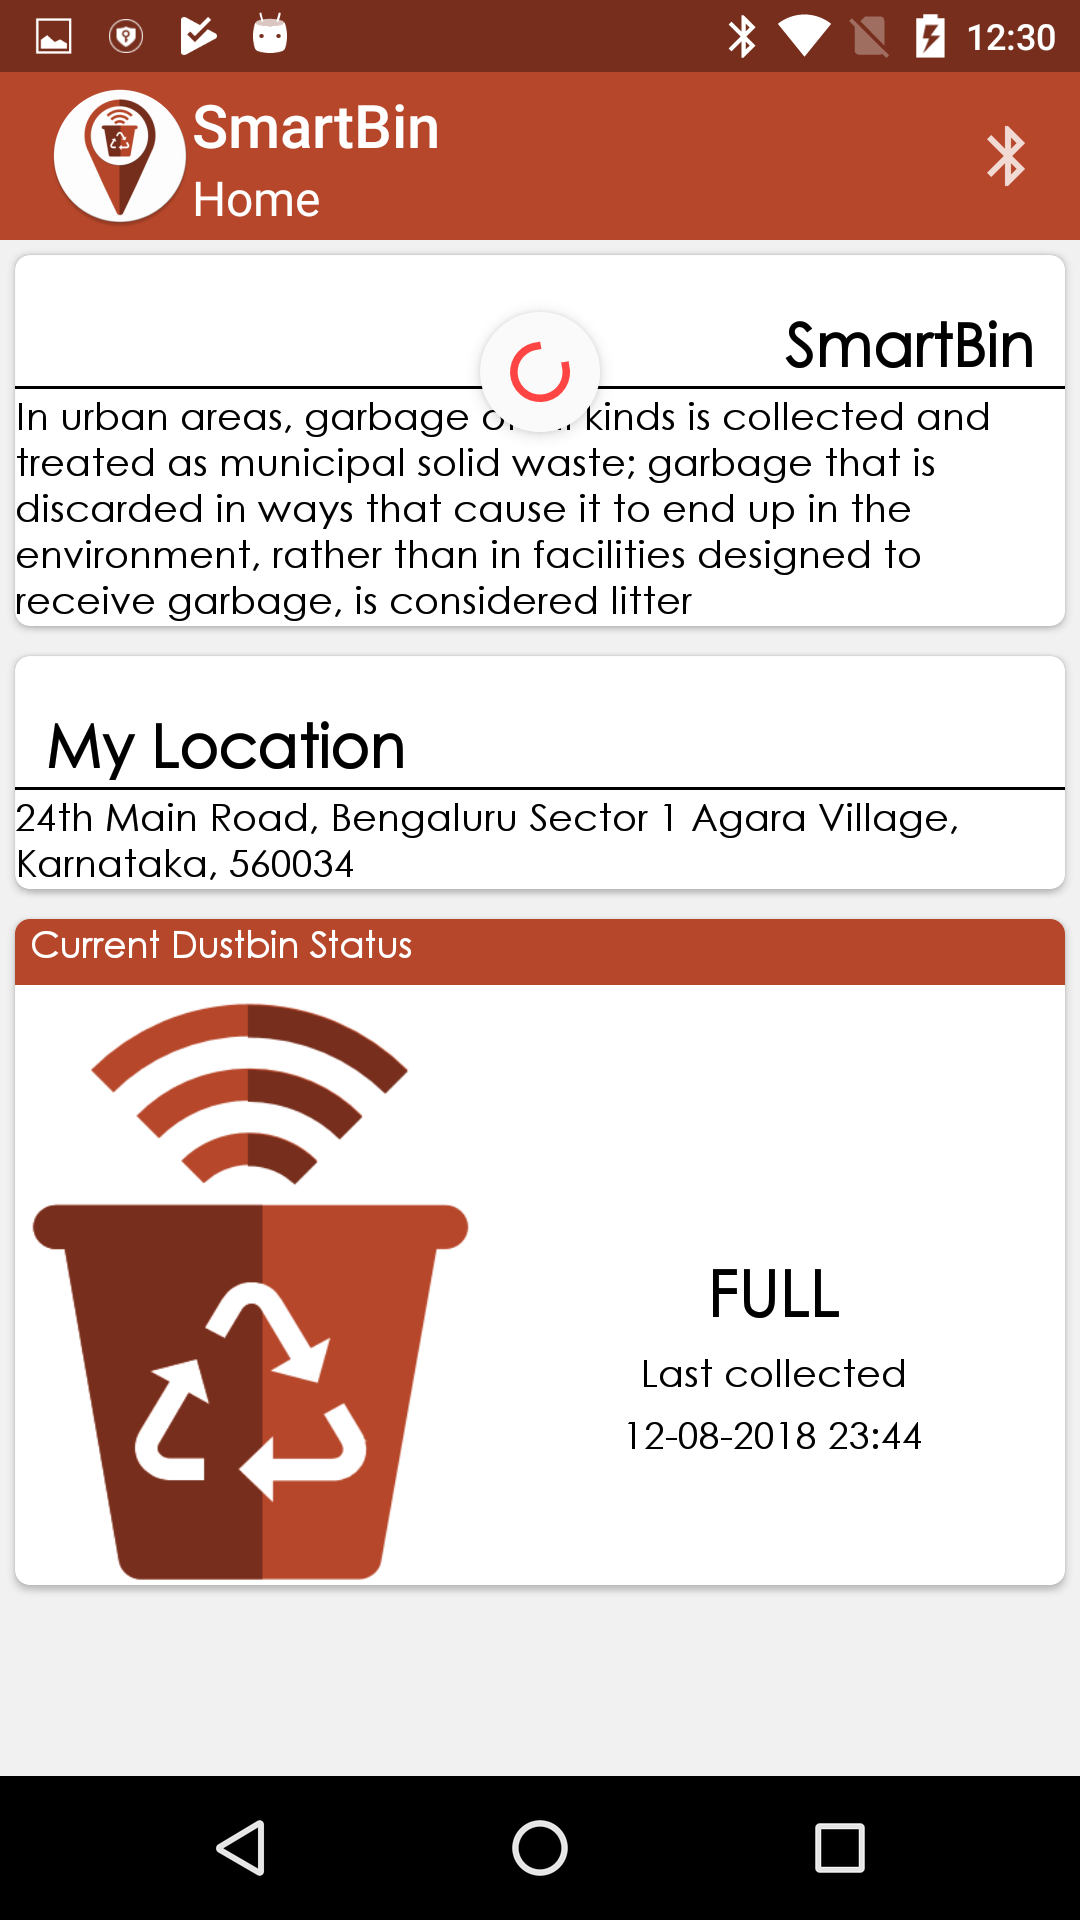 12:30
SmartBin
Home
SmartBin
In urban areas, garbage kinds is collected and
treated as municipal solid waste; garbage that is
discarded in ways that cause it to end up in the
environment, rather than in facilities designed to
receive garbage, is considered litter
My Location
24th Main Road, Bengaluru Sector 1 Agara Village,
Karnataka, 560034
Current Dustbin Status
FULL
Last collected
12-08-2018 23:44